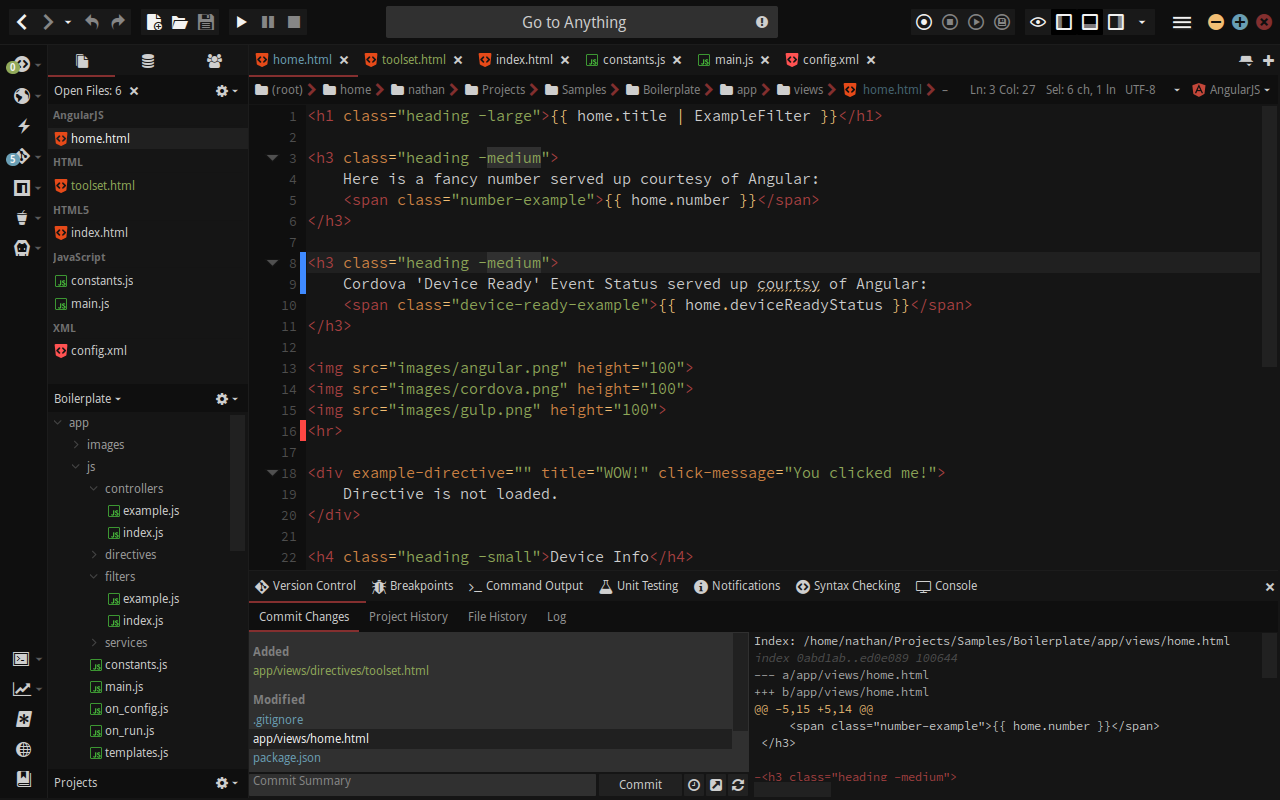 Go to Anything
0
5
Open Files: 6
AngularJS
home.html
HTML
toolset.html
HTML5
index.html
JavaScript
constants.js
main.js
XML
config.xml
Boilerplate
app
images
js
controllers
example.js
index.js
directives
filters
example.js
index.js
services
constants.js
main.js
on_config.js
on_run.js
templates.js
Projects
home.html toolset.html index.html constants.js main.js config.xml
(root) home nathan Projects Samples Boilerplate app views home.html – Ln: 3 Col: 27 Sel: 6 ch, 1 ln UTF-8 AngularJS
1 <h1 class="heading -large">{{ home.title | ExampleFilter }}</h1>
2
3 <h3 class="heading -medium">
4 Here is a fancy number served up courtesy of Angular:
5 <span class="number-example">{{ home.number }}</span>
6 </h3>
7
8 <h3 class="heading -medium">
9 Cordova 'Device Ready' Event Status served up courtsy of Angular:
10 <span class="device-ready-example">{{ home.deviceReadyStatus }}</span>
11 </h3>
12
13 <img src="images/angular.png" height="100">
14 <img src="images/cordova.png" height="100">
15 <img src="images/gulp.png" height="100">
16 <hr>
17
18 <div example-directive="" title="WOW!" click-message="You clicked me!">
19 Directive is not loaded.
20 </div>
21
22 <h4 class="heading -small">Device Info</h4>
Version Control Breakpoints Command Output Unit Testing Notifications Syntax Checking Console
Commit Changes Project History File History Log
Added
app/views/directives/toolset.html
Modified
.gitignore
app/views/home.html
package.json
Commit Summary
Commit
Index: /home/nathan/Projects/Samples/Boilerplate/app/views/home.html
index 0abd1ab..ed0e089 100644
--- a/app/views/home.html
+++ b/app/views/home.html
@@ -5,15 +5,14 @@
<span class="number-example">{{ home.number }}</span>
</h3>
-<h3 class="heading -medium">